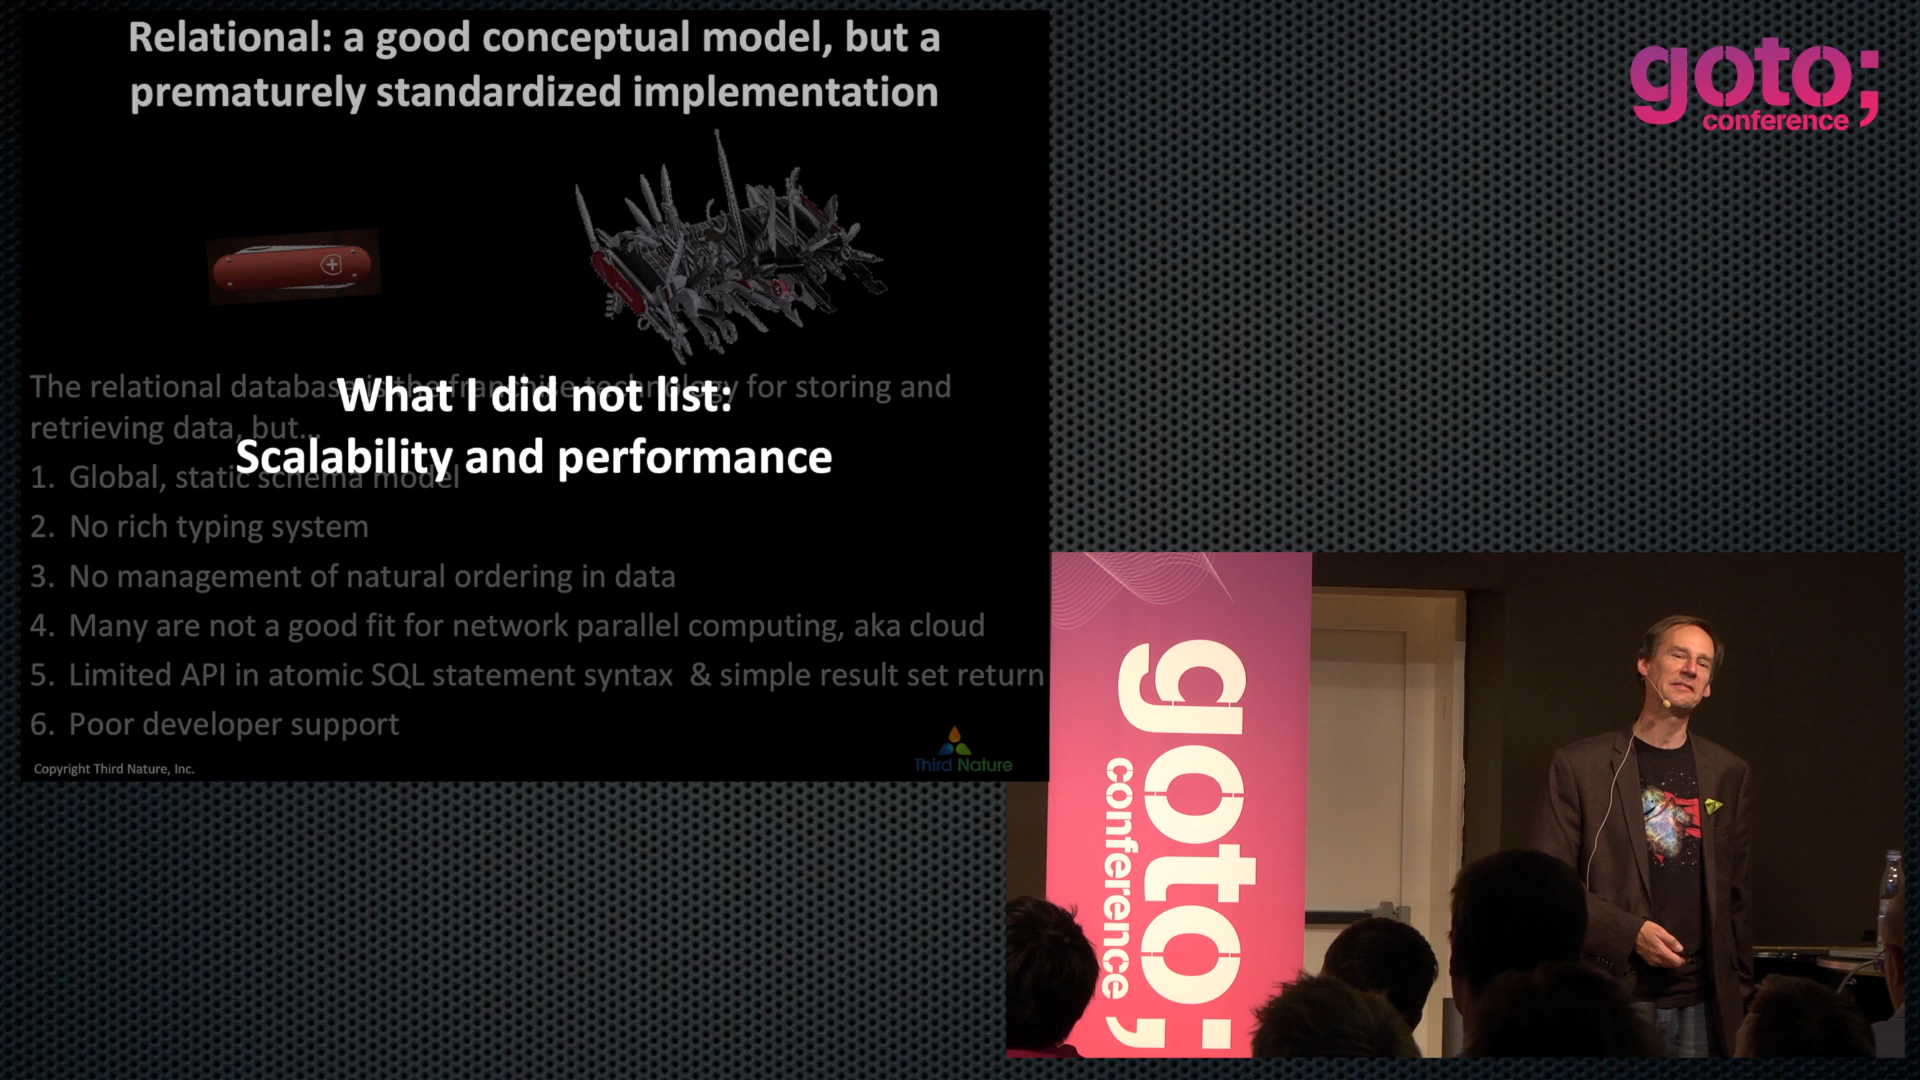 Relational: a good conceptual model, but a
prematurely standardized implementation
The relational database is the franchise technology for storing and
retrieving data, but...
What I did not list:
Scalability and performance
1. Global, static schema model
2. No rich typing system
3. No management of natural ordering in data
4. Many are not a good fit for network parallel computing, aka cloud
5. Limited API in atomic SQL statement syntax & simple result set return
6. Poor developer support
Copyright Third Nature, Inc.
Third Nature
goto;
conference
goto;
conference